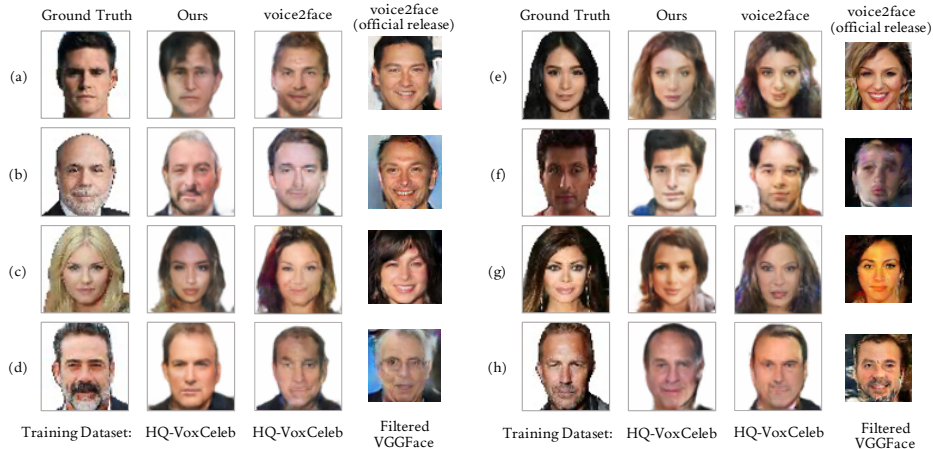 Ground Truth Ours voice2face voice2face
(official release)
Ground Truth Ours voice2face voice2face
(official release)
(a)
(b)
(c)
(d)
(e)
(f)
(g)
(h)
Training Dataset: HQ-VoxCeleb HQ-VoxCeleb Filtered
VGGFace
Training Dataset: HQ-VoxCeleb HQ-VoxCeleb Filtered
VGGFace